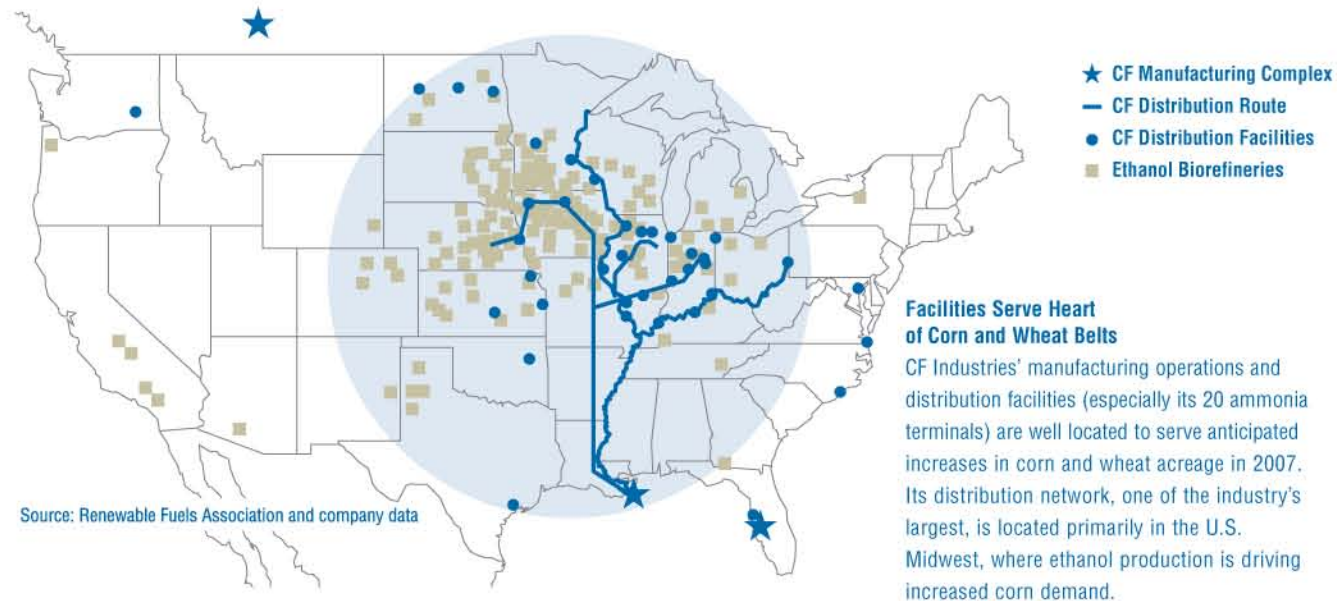 CF Manufacturing Complex
CF Distribution Route
CF Distribution Facilities
Ethanol Biorefineries
Facilities Serve Heart
of Corn and Wheat Belts
CF Industries' manufacturing operations and
distribution facilities (especially its 20 ammonia
terminals) are well located to serve anticipated
increases in corn and wheat acreage in 2007.
Its distribution network, one of the industry's
largest, is located primarily in the U.S.
Midwest, where ethanol production is driving
increased corn demand.
Source: Renewable Fuels Association and company data